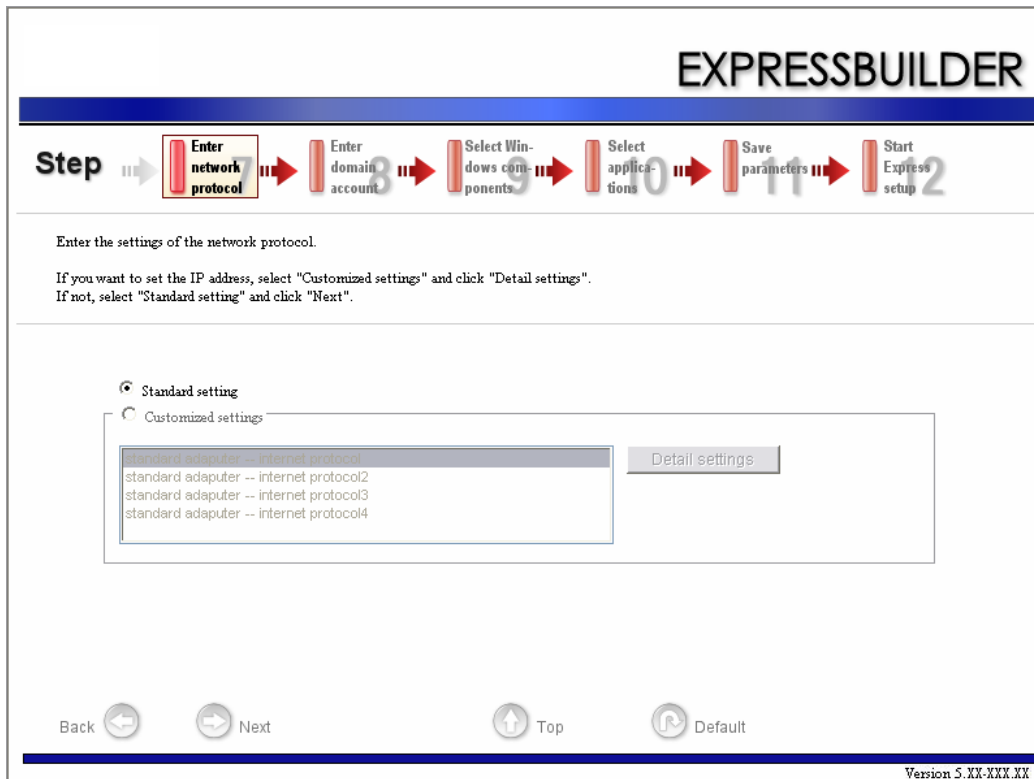 EXPRESSBUILDER
Step
Enter
network
protocol
7
Enter
domain
account
8
Select Win-
dows com-
ponents
9
Select
applica-
tions
10
Save
parameters
11
Start
Express
setup
12
Enter the settings of the network protocol.
If you want to set the IP address, select "Customized settings" and click "Detail settings".
If not, select "Standard setting" and click "Next".
Standard setting
Customized settings
standard adaputer -- internet protocol
standard adaputer -- internet protocol2
standard adaputer -- internet protocol3
standard adaputer -- internet protocol4
Detail settings
Back
Next
Top
Default
Version 5.XX-XXX.XX